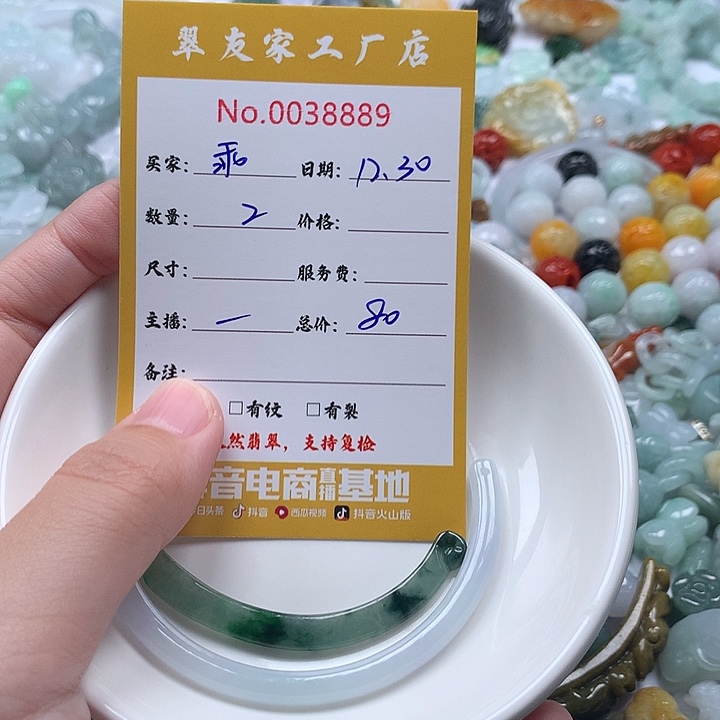 翠友家工厂店
No.0038889
买家: 日期: 12.30
数量: 2 价格:
尺寸: 服务费:
主播: 一 总价: 80
备注:
□有纹 □有裂
然翡翠，支持复检
音电商直播基地
日头条 抖音 西瓜视频 抖音火山版